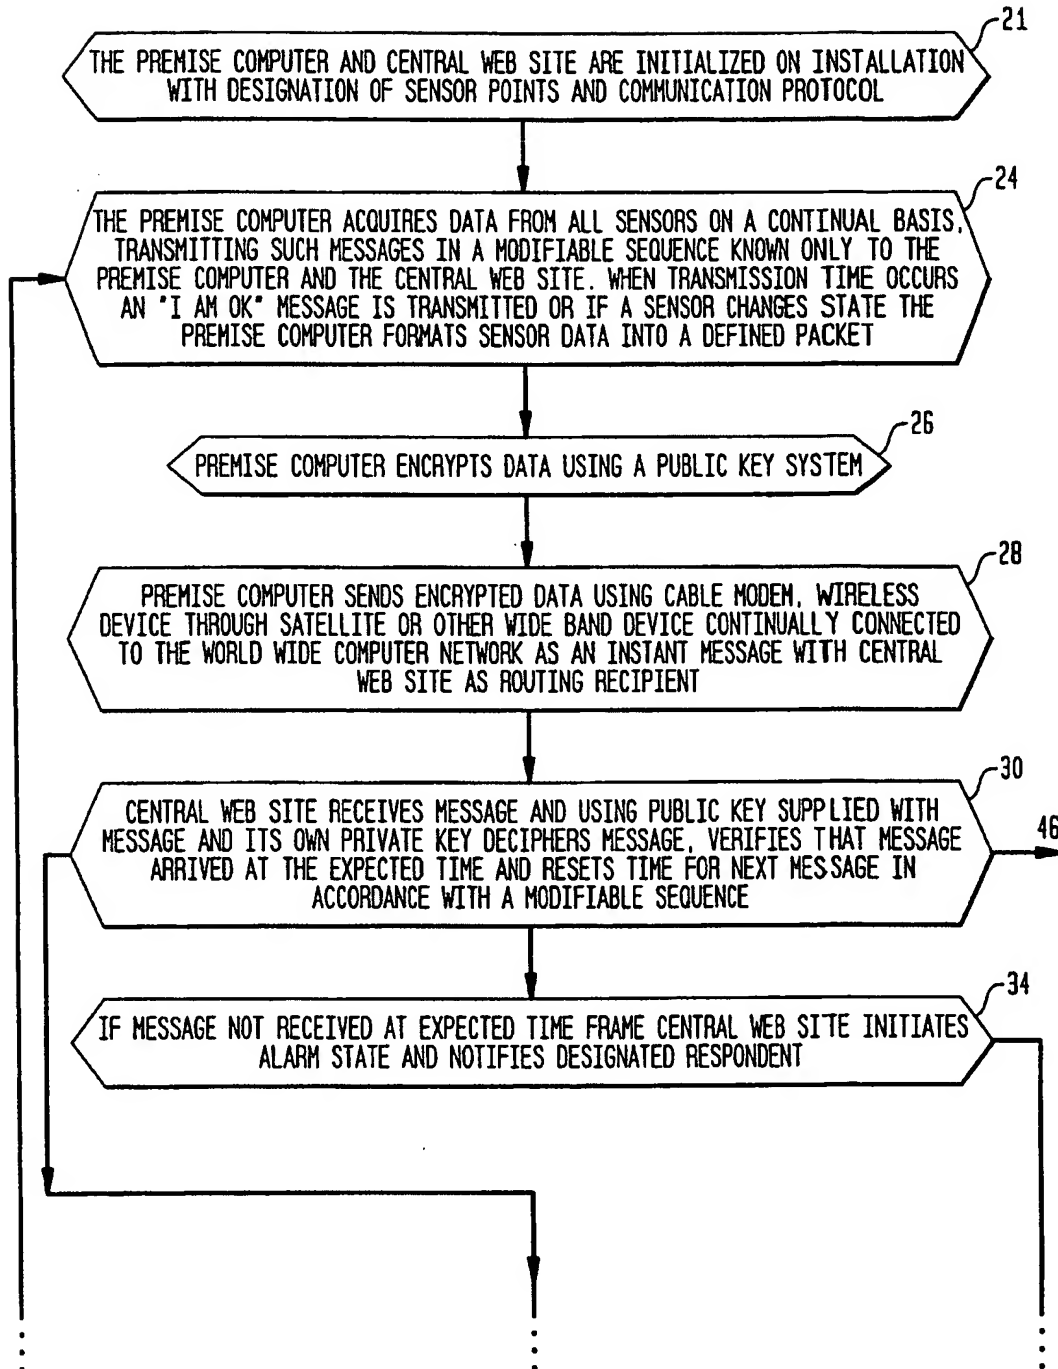 21
THE PREMISE COMPUTER AND CENTRAL WEB SITE ARE INITIALIZED ON INSTALLATION
WITH DESIGNATION OF SENSOR POINTS AND COMMUNICATION PROTOCOL
24
THE PREMISE COMPUTER ACQUIRES DATA FROM ALL SENSORS ON A CONTINUAL BASIS,
TRANSMITTING SUCH MESSAGES IN A MODIFIABLE SEQUENCE KNOWN ONLY TO THE
PREMISE COMPUTER AND THE CENTRAL WEB SITE. WHEN TRANSMISSION TIME OCCURS
AN "I AM OK" MESSAGE IS TRANSMITTED OR IF A SENSOR CHANGES STATE THE
PREMISE COMPUTER FORMATS SENSOR DATA INTO A DEFINED PACKET
26
PREMISE COMPUTER ENCRYPTS DATA USING A PUBLIC KEY SYSTEM
28
PREMISE COMPUTER SENDS ENCRYPTED DATA USING CABLE MODEM, WIRELESS
DEVICE THROUGH SATELLITE OR OTHER WIDE BAND DEVICE CONTINUALLY CONNECTED
TO THE WORLD WIDE COMPUTER NETWORK AS AN INSTANT MESSAGE WITH CENTRAL
WEB SITE AS ROUTING RECIPIENT
30
CENTRAL WEB SITE RECEIVES MESSAGE AND USING PUBLIC KEY SUPPLIED WITH
MESSAGE AND ITS OWN PRIVATE KEY DECIPHERS MESSAGE, VERIFIES THAT MESSAGE
ARRIVED AT THE EXPECTED TIME AND RESETS TIME FOR NEXT MESSAGE IN
ACCORDANCE WITH A MODIFIABLE SEQUENCE
46
34
IF MESSAGE NOT RECEIVED AT EXPECTED TIME FRAME CENTRAL WEB SITE INITIATES
ALARM STATE AND NOTIFIES DESIGNATED RESPONDENT